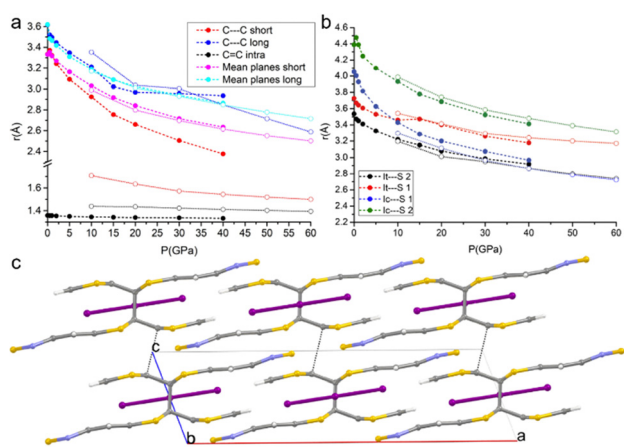 a
b
r(Å)
3.6
3.4
3.2
3.0
2.8
2.6
2.4
1.6
1.4
0 5 10 15 20 25 30 35 40 45 50 55 60
P(GPa)
C---C short
C---C long
C=C intra
Mean planes short
Mean planes long
r(Å)
4.6
4.4
4.2
4.0
3.8
3.6
3.4
3.2
3.0
2.8
2.6
2.4
2.2
0 10 20 30 40 50 60
P(GPa)
It---S 2
It---S 1
Ic---S 1
Ic---S 2
c
c
b
a